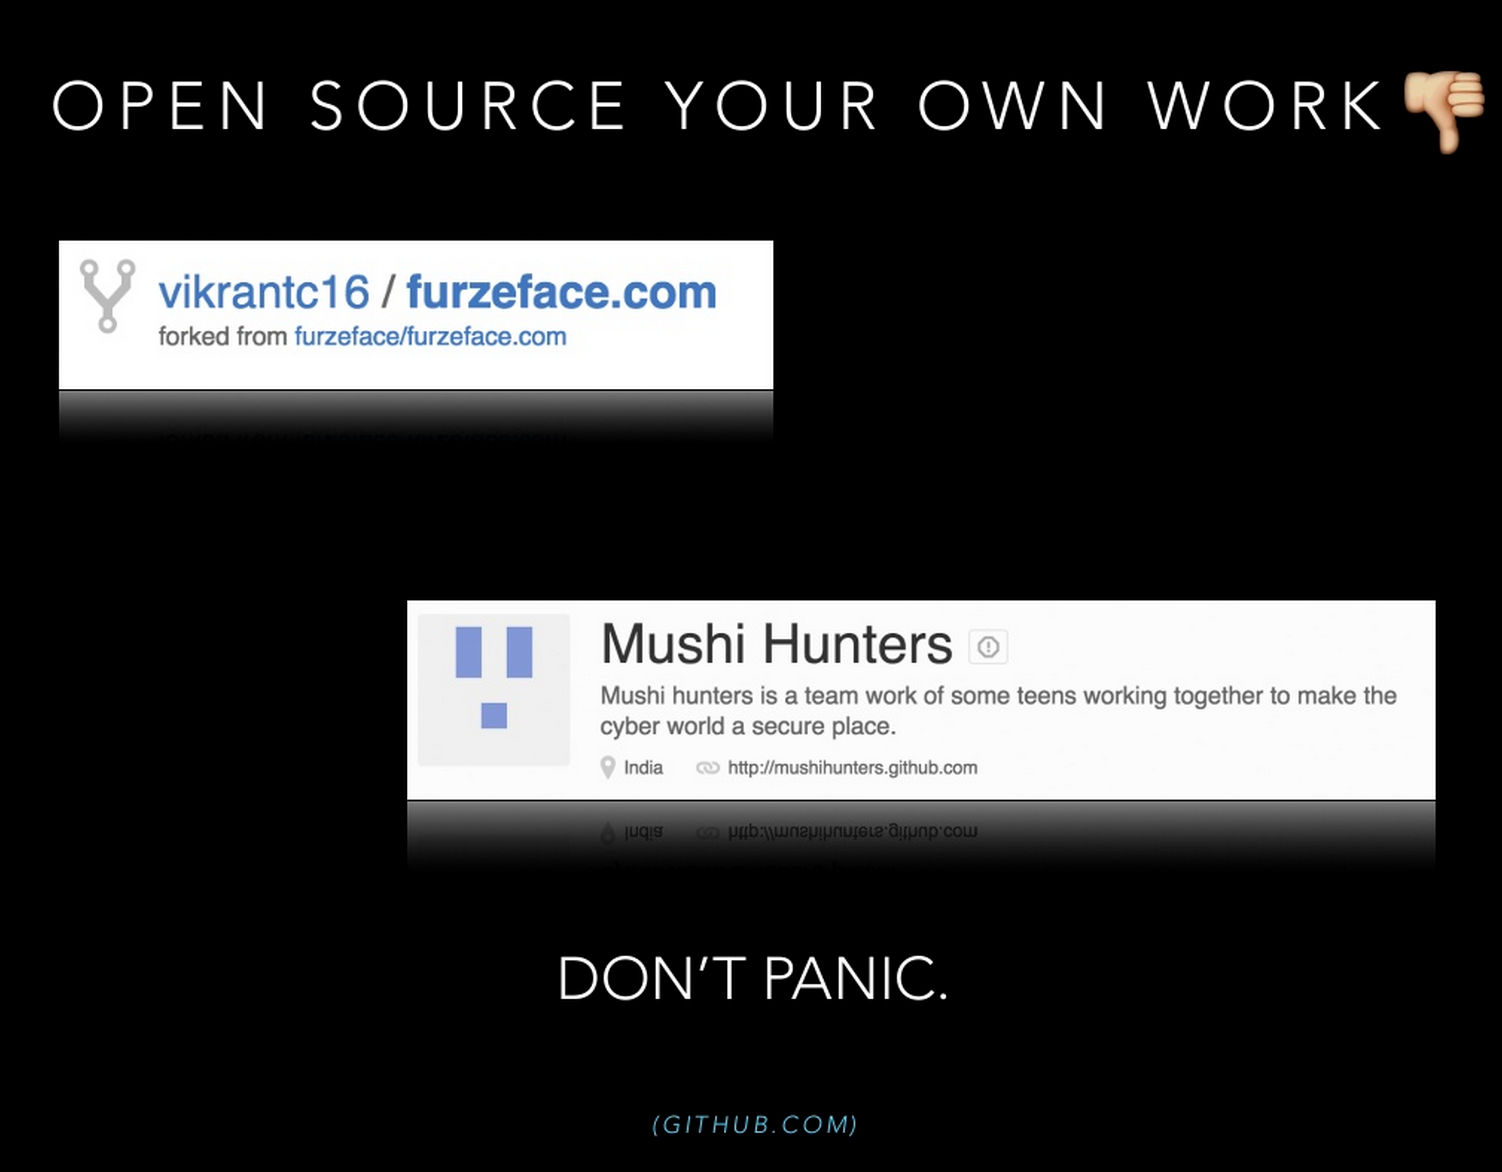 OPEN SOURCE YOUR OWN WORK👎
vikrantc16 / furzeface.com
forked from furzeface/furzeface.com
Mushi Hunters
Mushi hunters is a team work of some teens working together to make the
cyber world a secure place.
India http://mushihunters.github.com
DON’T PANIC.
(GITHUB.COM)